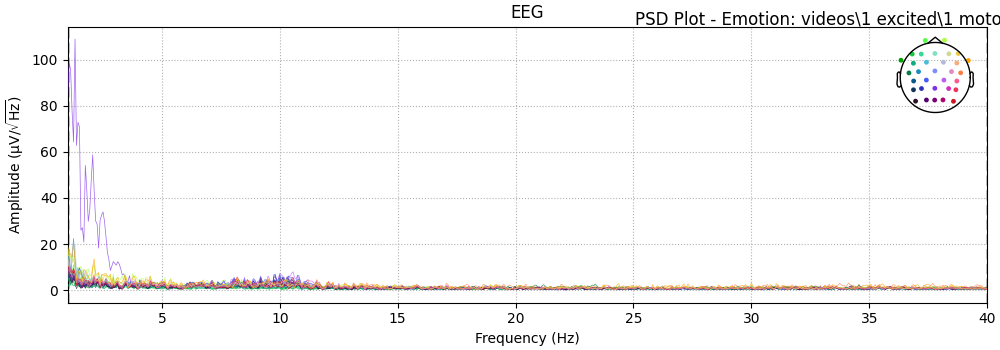 EEG
PSD Plot - Emotion: videos\1 excited\1 moto
100
80
60
40
20
0
Amplitude (µV/√Hz)
5 10 15 20 25 30 35 40
Frequency (Hz)